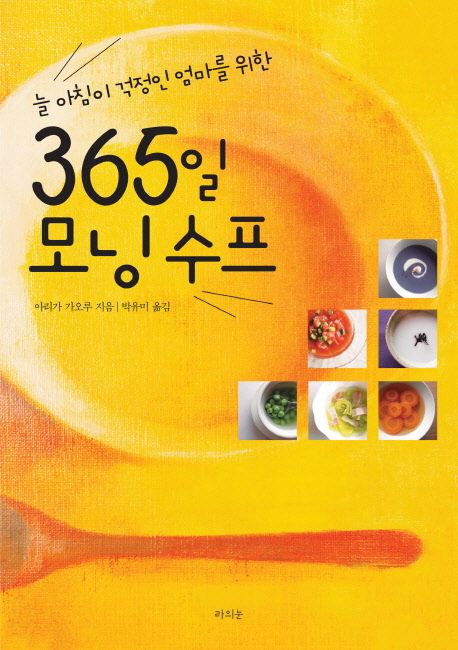 늘 아침이 걱정인 엄마를 위한
365일
모닝 수프
아리가 가오루 지음 | 박유미 옮김
라의눈